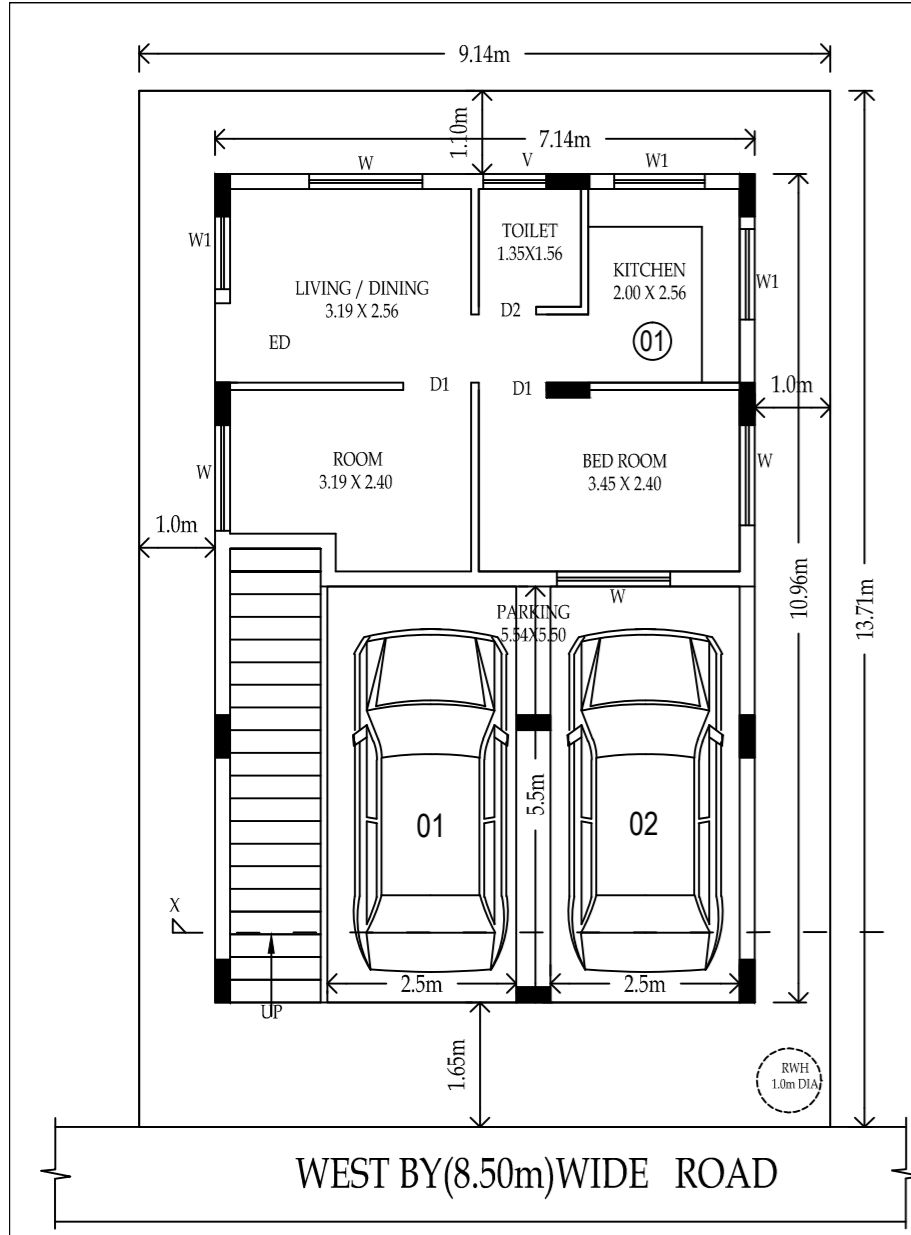 9.14m
1.10m
7.14m
W
V
W1
W1
TOILET
1.35X1.56
KITCHEN
2.00 X 2.56
W1
LIVING / DINING
3.19 X 2.56
D2
01
ED
D1
D1
1.0m
ROOM
3.19 X 2.40
BED ROOM
3.45 X 2.40
W
W
1.0m
10.96m
13.71m
W
PARKING
5.54X5.50
5.5m
01
02
X
2.5m
2.5m
UP
1.65m
RWH
1.0m DIA
WEST BY(8.50m)WIDE ROAD